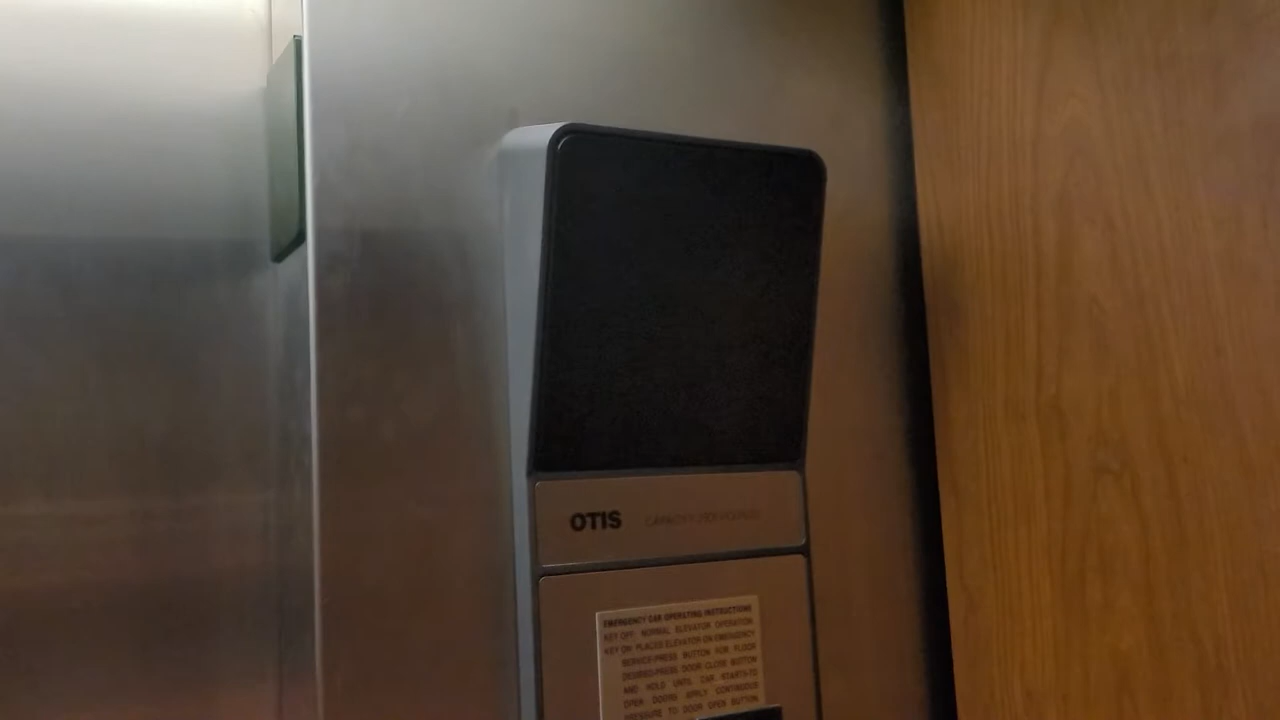 OTIS CAPACITY POUNDS
EMERGENCY CAR OPERATING INSTRUCTIONS
KEY OFF: NORMAL ELEVATOR OPERATION
KEY ON: PLACES ELEVATOR ON EMERGENCY
SERVICE-PRESS BUTTON FOR FLOOR
DESIRED-PRESS DOOR CLOSE BUTTON
AND HOLD UNTIL CAR STARTS-TO
OPEN DOORS APPLY CONTINUOUS
PRESSURE TO DOOR OPEN BUTTON